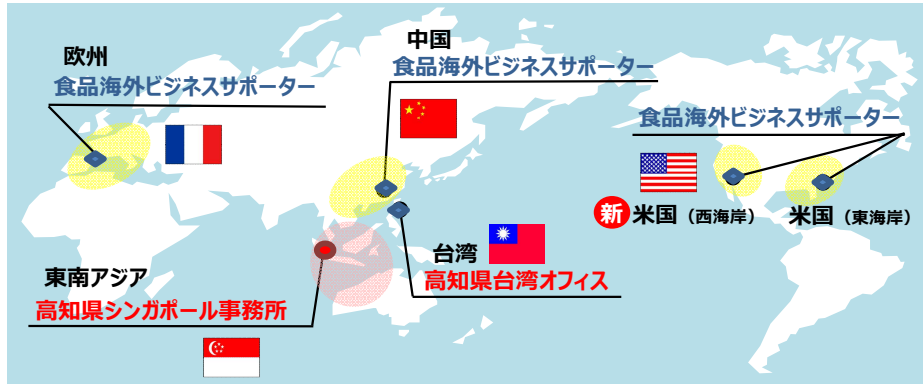 欧州
食品海外ビジネスサポーター
中国
食品海外ビジネスサポーター
食品海外ビジネスサポーター
新 米国（西海岸）
米国（東海岸）
台湾
高知県台湾オフィス
東南アジア
高知県シンガポール事務所